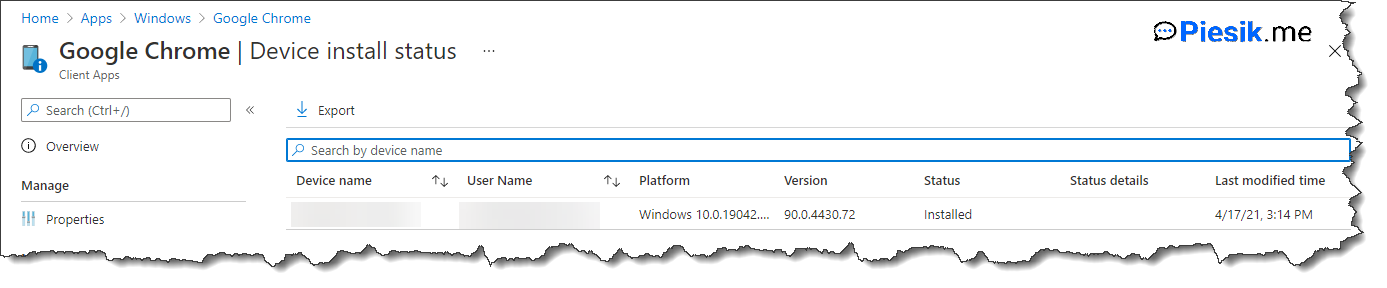 Home > Apps > Windows > Google Chrome
Piesik.me
Google Chrome | Device install status ...
Client Apps
Search (Ctrl+/) «
Export
Overview
Search by device name
Manage
Device name User Name Platform Version Status Status details Last modified time
Properties
Windows 10.0.19042.... 90.0.4430.72 Installed 4/17/21, 3:14 PM